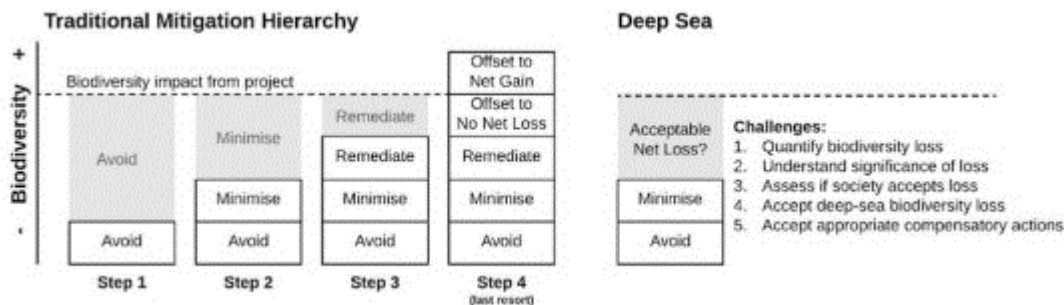 Traditional Mitigation Hierarchy
Deep Sea
Biodiversity
+
-
Biodiversity impact from project
Avoid
Avoid
Step 1
Minimise
Minimise
Avoid
Step 2
Remediate
Remediate
Minimise
Avoid
Step 3
Offset to
Net Gain
Offset to
No Net Loss
Remediate
Minimise
Avoid
Step 4
(last resort)
Acceptable
Net Loss?
Minimise
Avoid
Challenges:
1. Quantify biodiversity loss
2. Understand significance of loss
3. Assess if society accepts loss
4. Accept deep-sea biodiversity loss
5. Accept appropriate compensatory actions